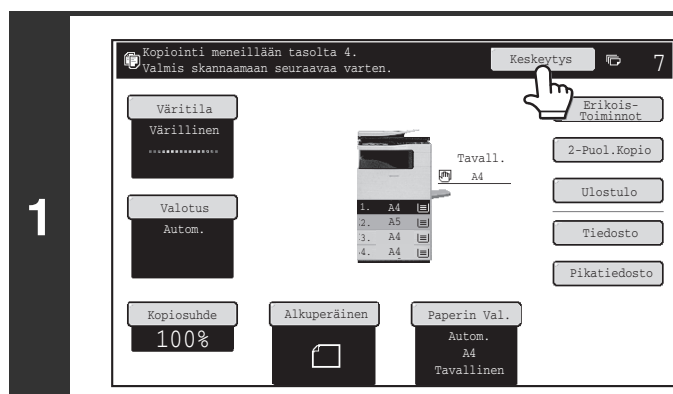 1
Kopiointi meneillään tasolta 4.
Valmis skannaamaan seuraavaa varten.
Keskeytys
7
Väritila
Värillinen
Valotus
Autom.
Kopiosuhde
100%
Alkuperäinen
Tavall.
A4
1. A4
2. A5
3. A4
4. A4
Paperin Val.
Autom.
A4
Tavallinen
Erikois-
Toiminnot
2-Puol.Kopio
Ulostulo
Tiedosto
Pikatiedosto